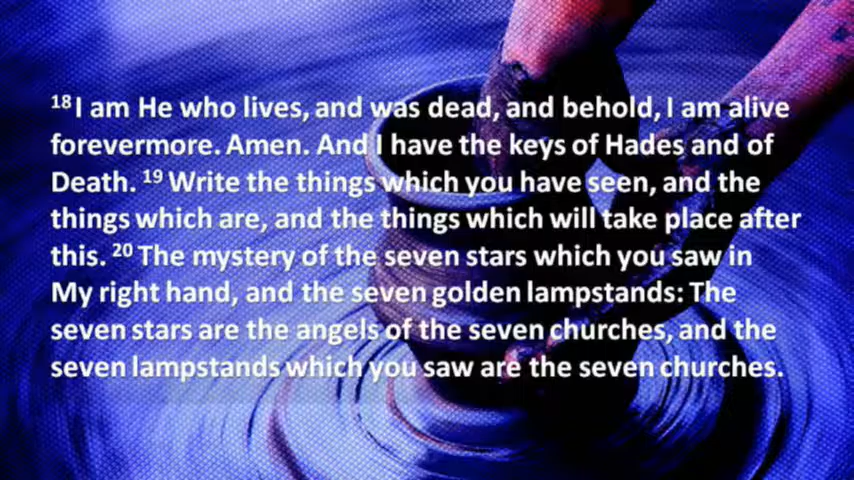 18 I am He who lives, and was dead, and behold, I am alive
forevermore. Amen. And I have the keys of Hades and of
Death. 19 Write the things which you have seen, and the
things which are, and the things which will take place after
this. 20 The mystery of the seven stars which you saw in
My right hand, and the seven golden lampstands: The
seven stars are the angels of the seven churches, and the
seven lampstands which you saw are the seven churches.